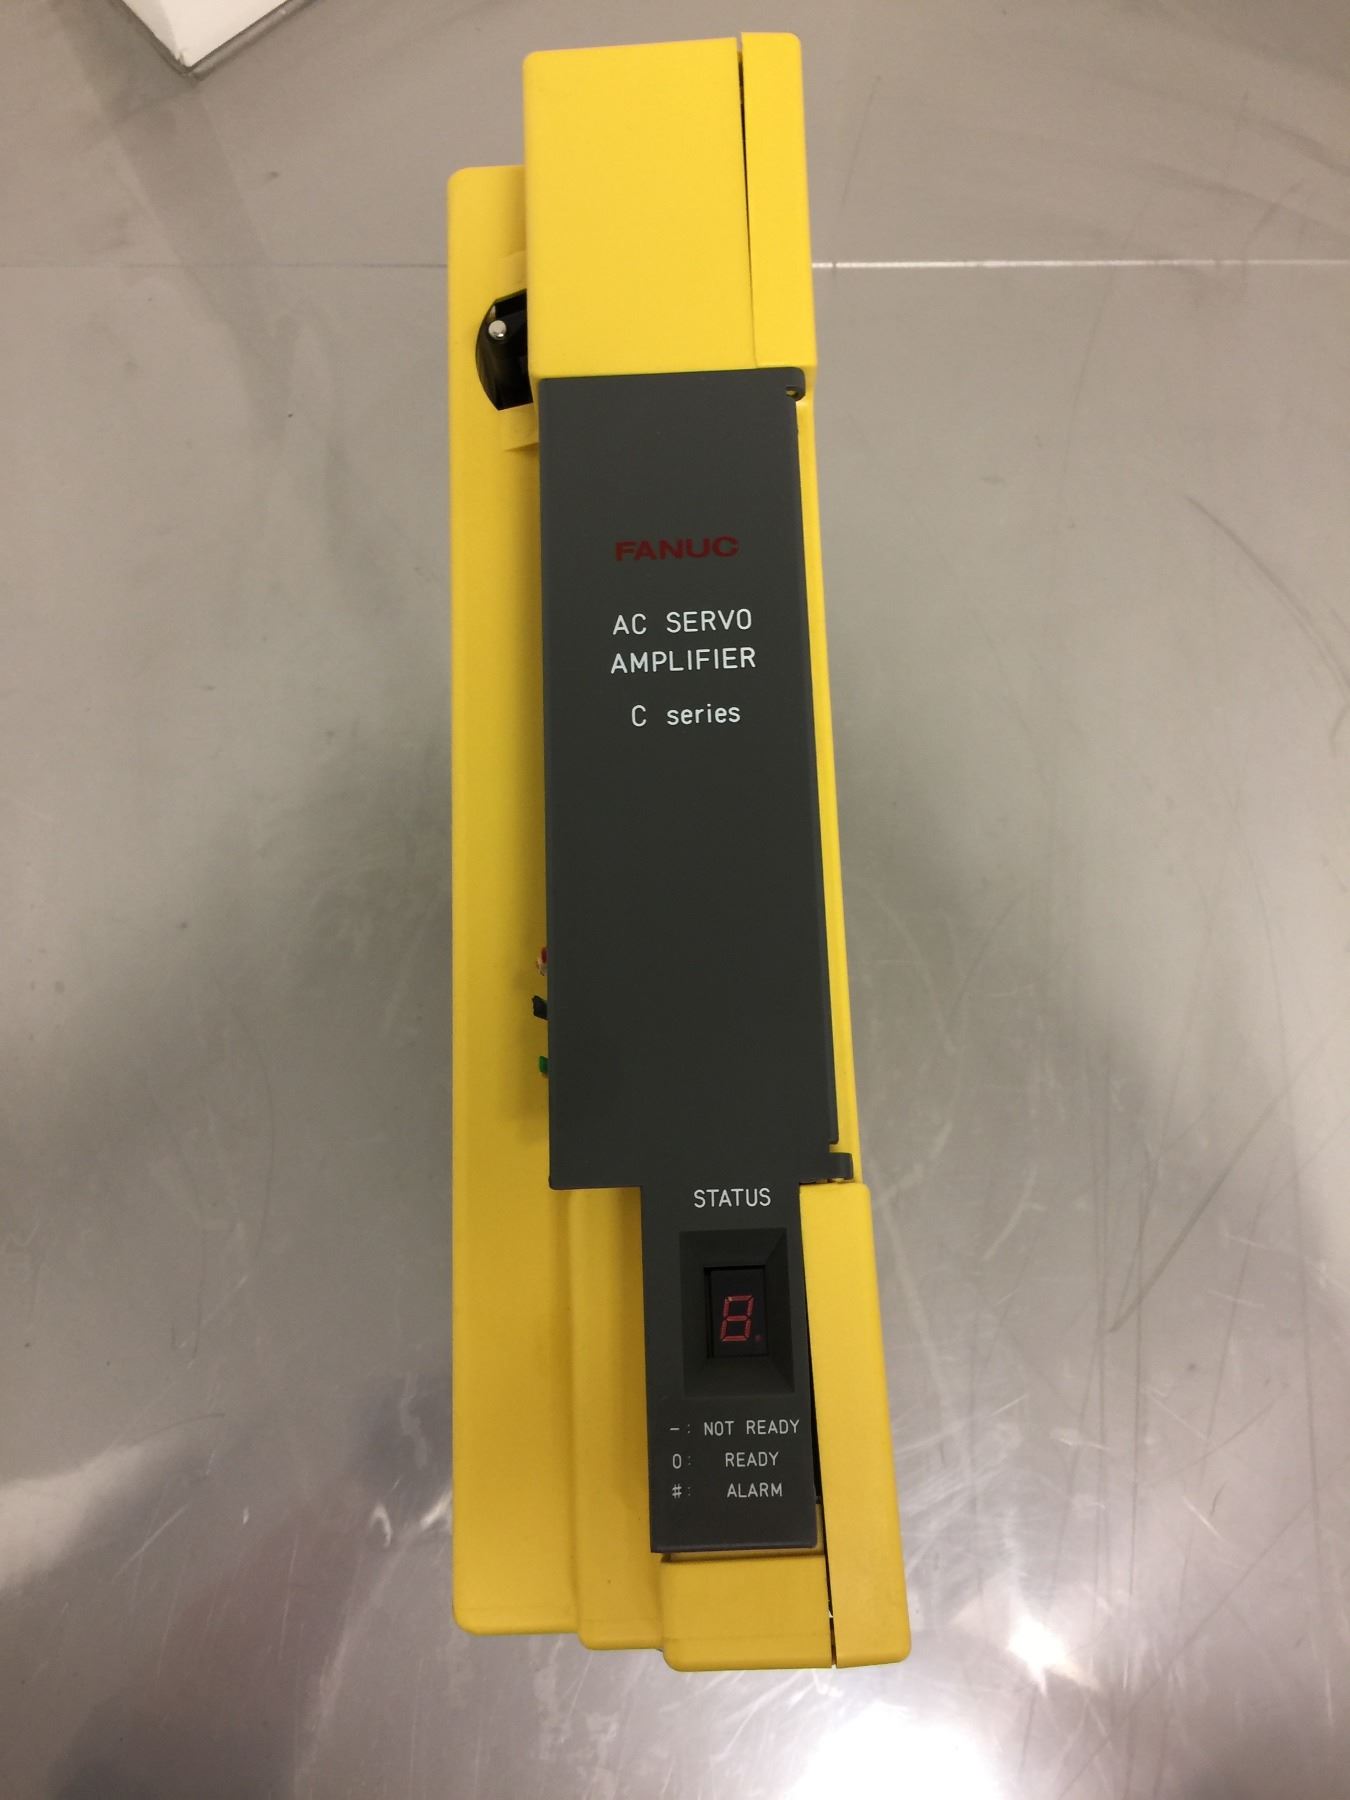 FANUC
AC SERVO
AMPLIFIER
C series
STATUS
8.
- : NOT READY
0 : READY
# : ALARM